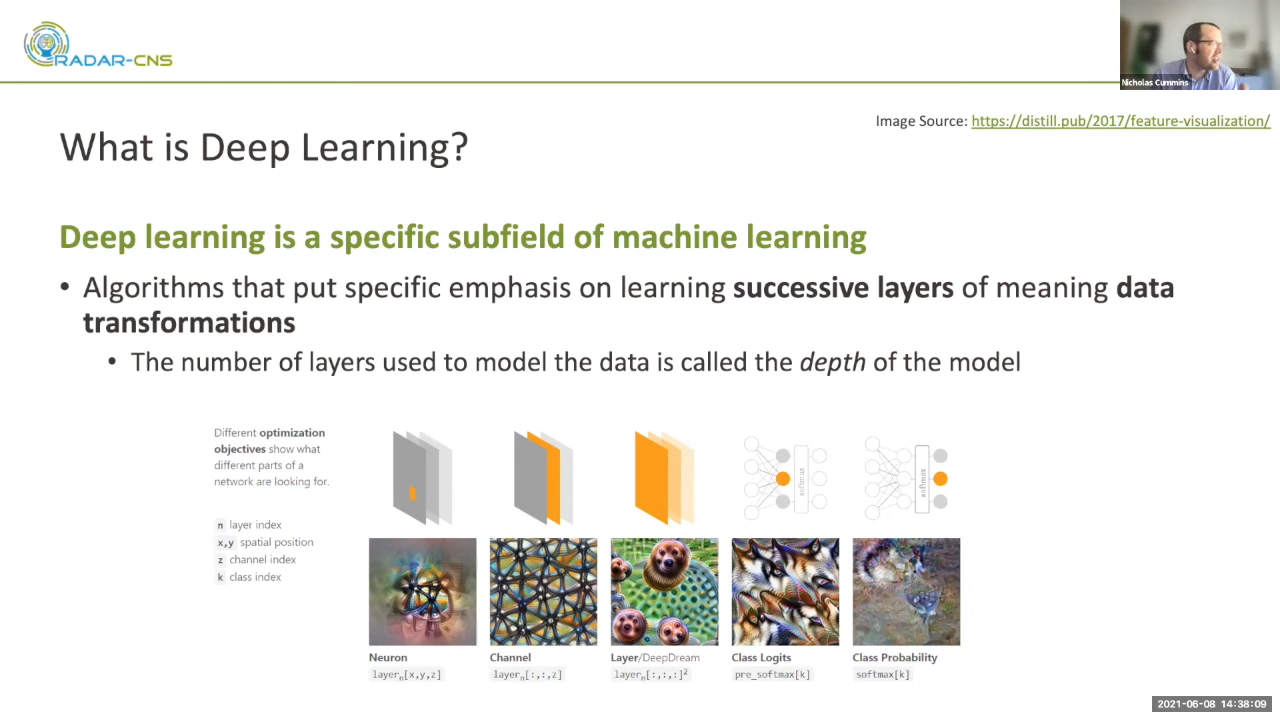 RADAR-CNS
Nicholas Cummins
Image Source: https://distill.pub/2017/feature-visualization/
What is Deep Learning?
Deep learning is a specific subfield of machine learning
• Algorithms that put specific emphasis on learning successive layers of meaning data
transformations
• The number of layers used to model the data is called the depth of the model
Different optimization
objectives show what
different parts of a
network are looking for.
n layer index
x,y spatial position
z channel index
k class index
softmax
softmax
Neuron
layerₙ[x,y,z]
Channel
layerₙ[:,:,z]
Layer/DeepDream
layerₙ[:,:,:]²
Class Logits
pre_softmax[k]
Class Probability
softmax[k]
2021-06-08 14:38:09